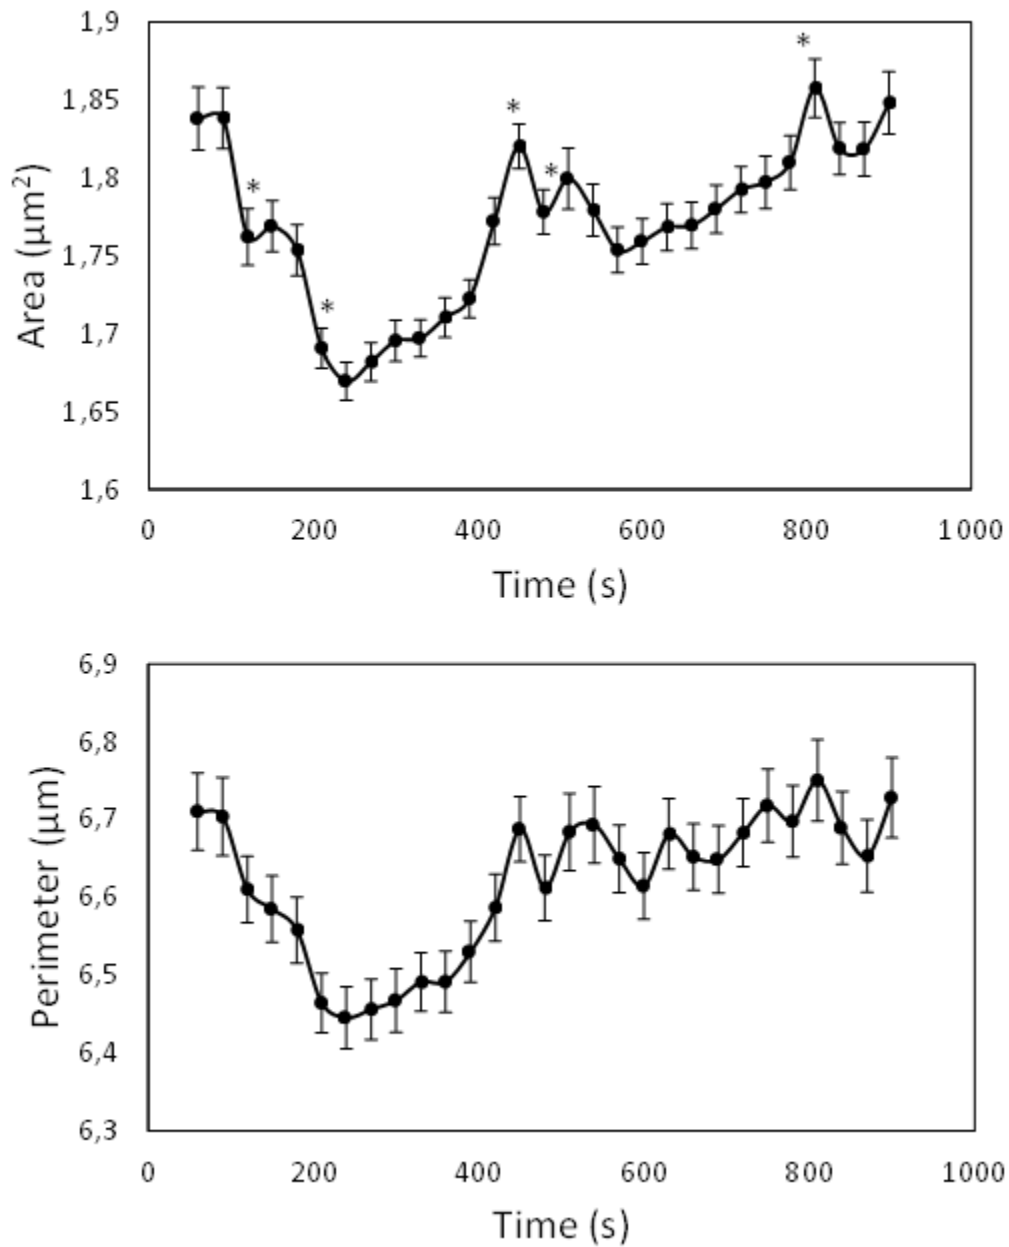 1,9
1,85
1,8
1,75
1,7
1,65
1,6
Area (µm²)
* * * * *
0 200 400 600 800 1000
Time (s)
6,9
6,8
6,7
6,6
6,5
6,4
6,3
Perimeter (µm)
0 200 400 600 800 1000
Time (s)